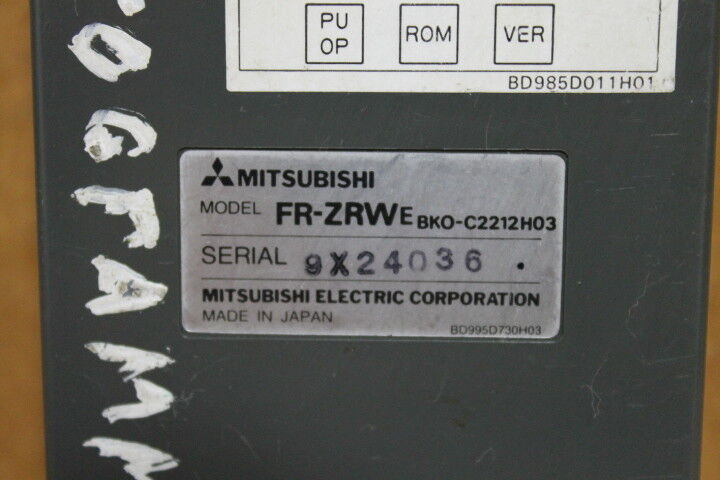 PU
OP
ROM
VER
BD985D011H01
MITSUBISHI
MODEL FR-ZRWE BKO-C2212H03
SERIAL 9X24036
MITSUBISHI ELECTRIC CORPORATION
MADE IN JAPAN
BD995D730H03
OGRAMM